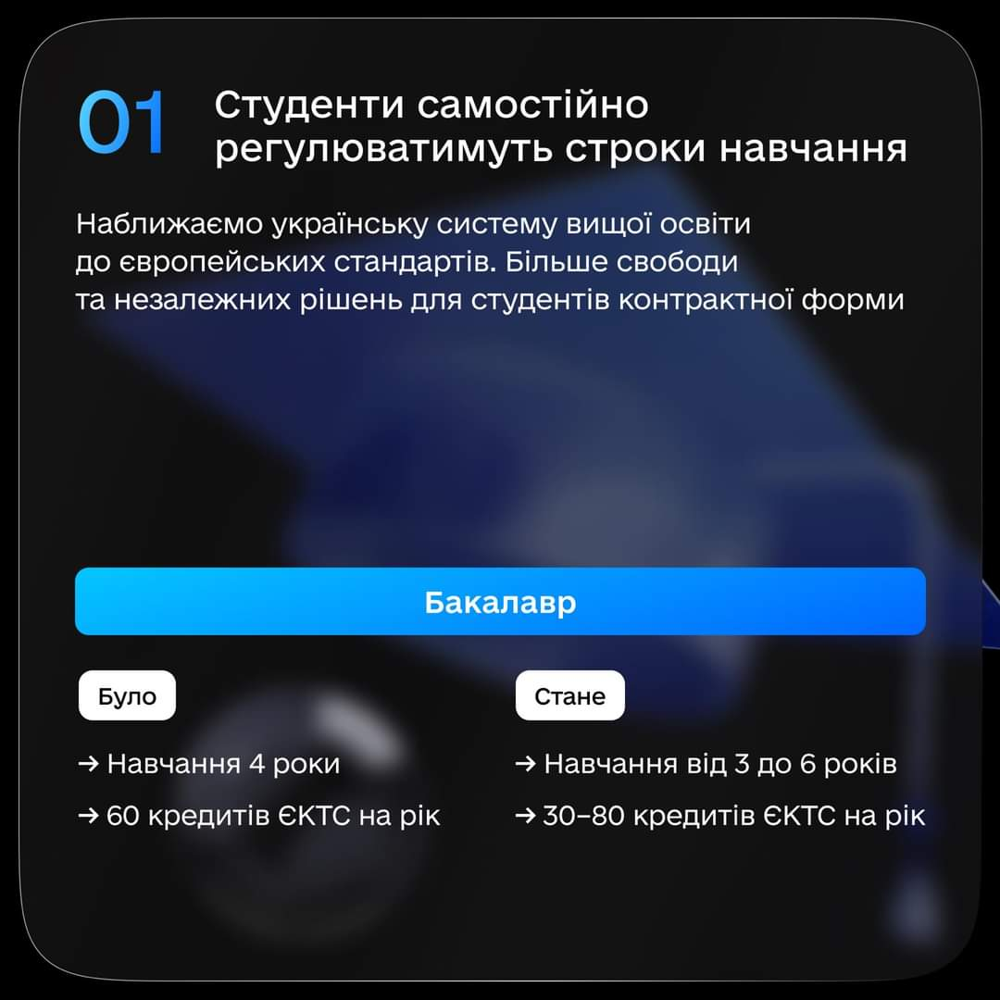 01
Студенти самостійно
регулюватимуть строки навчання
Наближаємо українську систему вищої освіти
до європейських стандартів. Більше свободи
та незалежних рішень для студентів контрактної форми
Бакалавр
Було
→ Навчання 4 роки
→ 60 кредитів ЄКТС на рік
Стане
→ Навчання від 3 до 6 років
→ 30–80 кредитів ЄКТС на рік